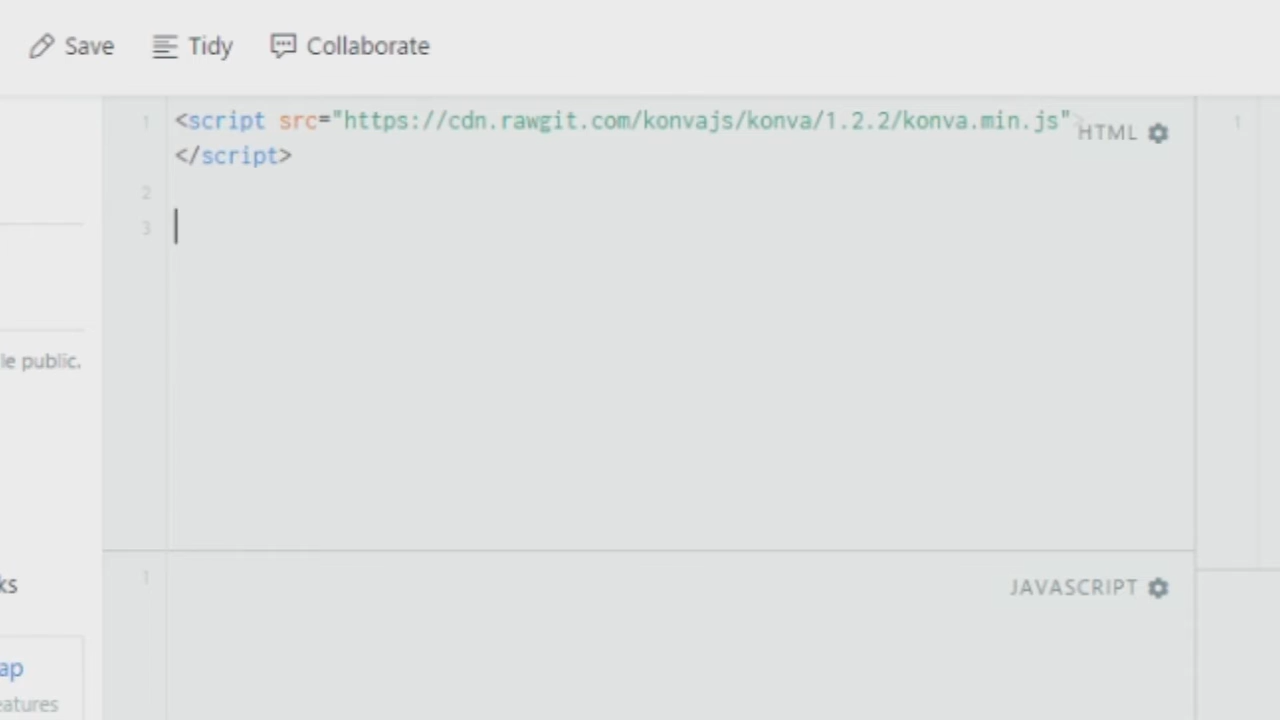 Save Tidy Collaborate
1 <script src="https://cdn.rawgit.com/konvajs/konva/1.2.2/konva.min.js">
</script>
HTML
1
2
3
le public.
1
JAVASCRIPT
ks
ap
eatures